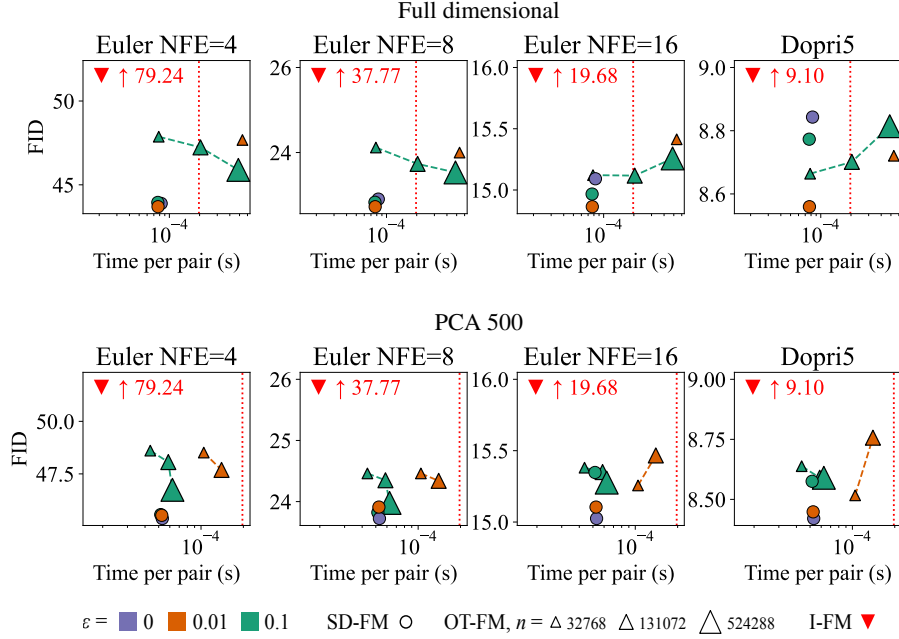 Full dimensional
Euler NFE=4 Euler NFE=8 Euler NFE=16 Dopri5
▼ ↑ 79.24 ▼ ↑ 37.77 ▼ ↑ 19.68 ▼ ↑ 9.10
FID
50
45
26
24
16.0
15.5
15.0
9.0
8.8
8.6
10⁻⁴ 10⁻⁴ 10⁻⁴ 10⁻⁴
Time per pair (s) Time per pair (s) Time per pair (s) Time per pair (s)
PCA 500
Euler NFE=4 Euler NFE=8 Euler NFE=16 Dopri5
▼ ↑ 79.24 ▼ ↑ 37.77 ▼ ↑ 19.68 ▼ ↑ 9.10
FID
50.0
47.5
26
25
24
16.0
15.5
15.0
9.00
8.75
8.50
10⁻⁴ 10⁻⁴ 10⁻⁴ 10⁻⁴
Time per pair (s) Time per pair (s) Time per pair (s) Time per pair (s)
ε = 0 0.01 0.1 SD-FM OT-FM, n = 32768 131072 524288 I-FM